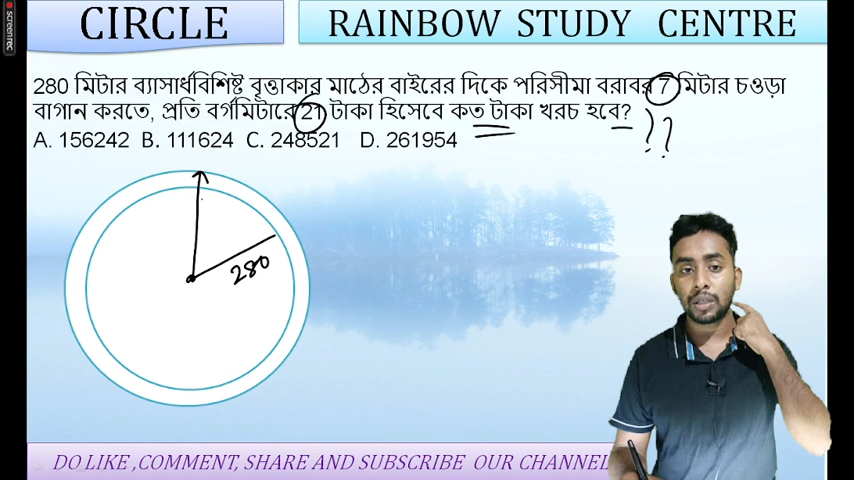 screenrec
CIRCLE
RAINBOW STUDY CENTRE
280 মিটার ব্যাসার্ধবিশিষ্ট বৃত্তাকার মাঠের বাইরের দিকে পরিসীমা বরাবর 7 মিটার চওড়া
বাগান করতে, প্রতি বর্গমিটারে 21 টাকা হিসেবে কত টাকা খরচ হবে?
??
A. 156242 B. 111624 C. 248521 D. 261954
280
DO LIKE ,COMMENT, SHARE AND SUBSCRIBE OUR CHANNEL